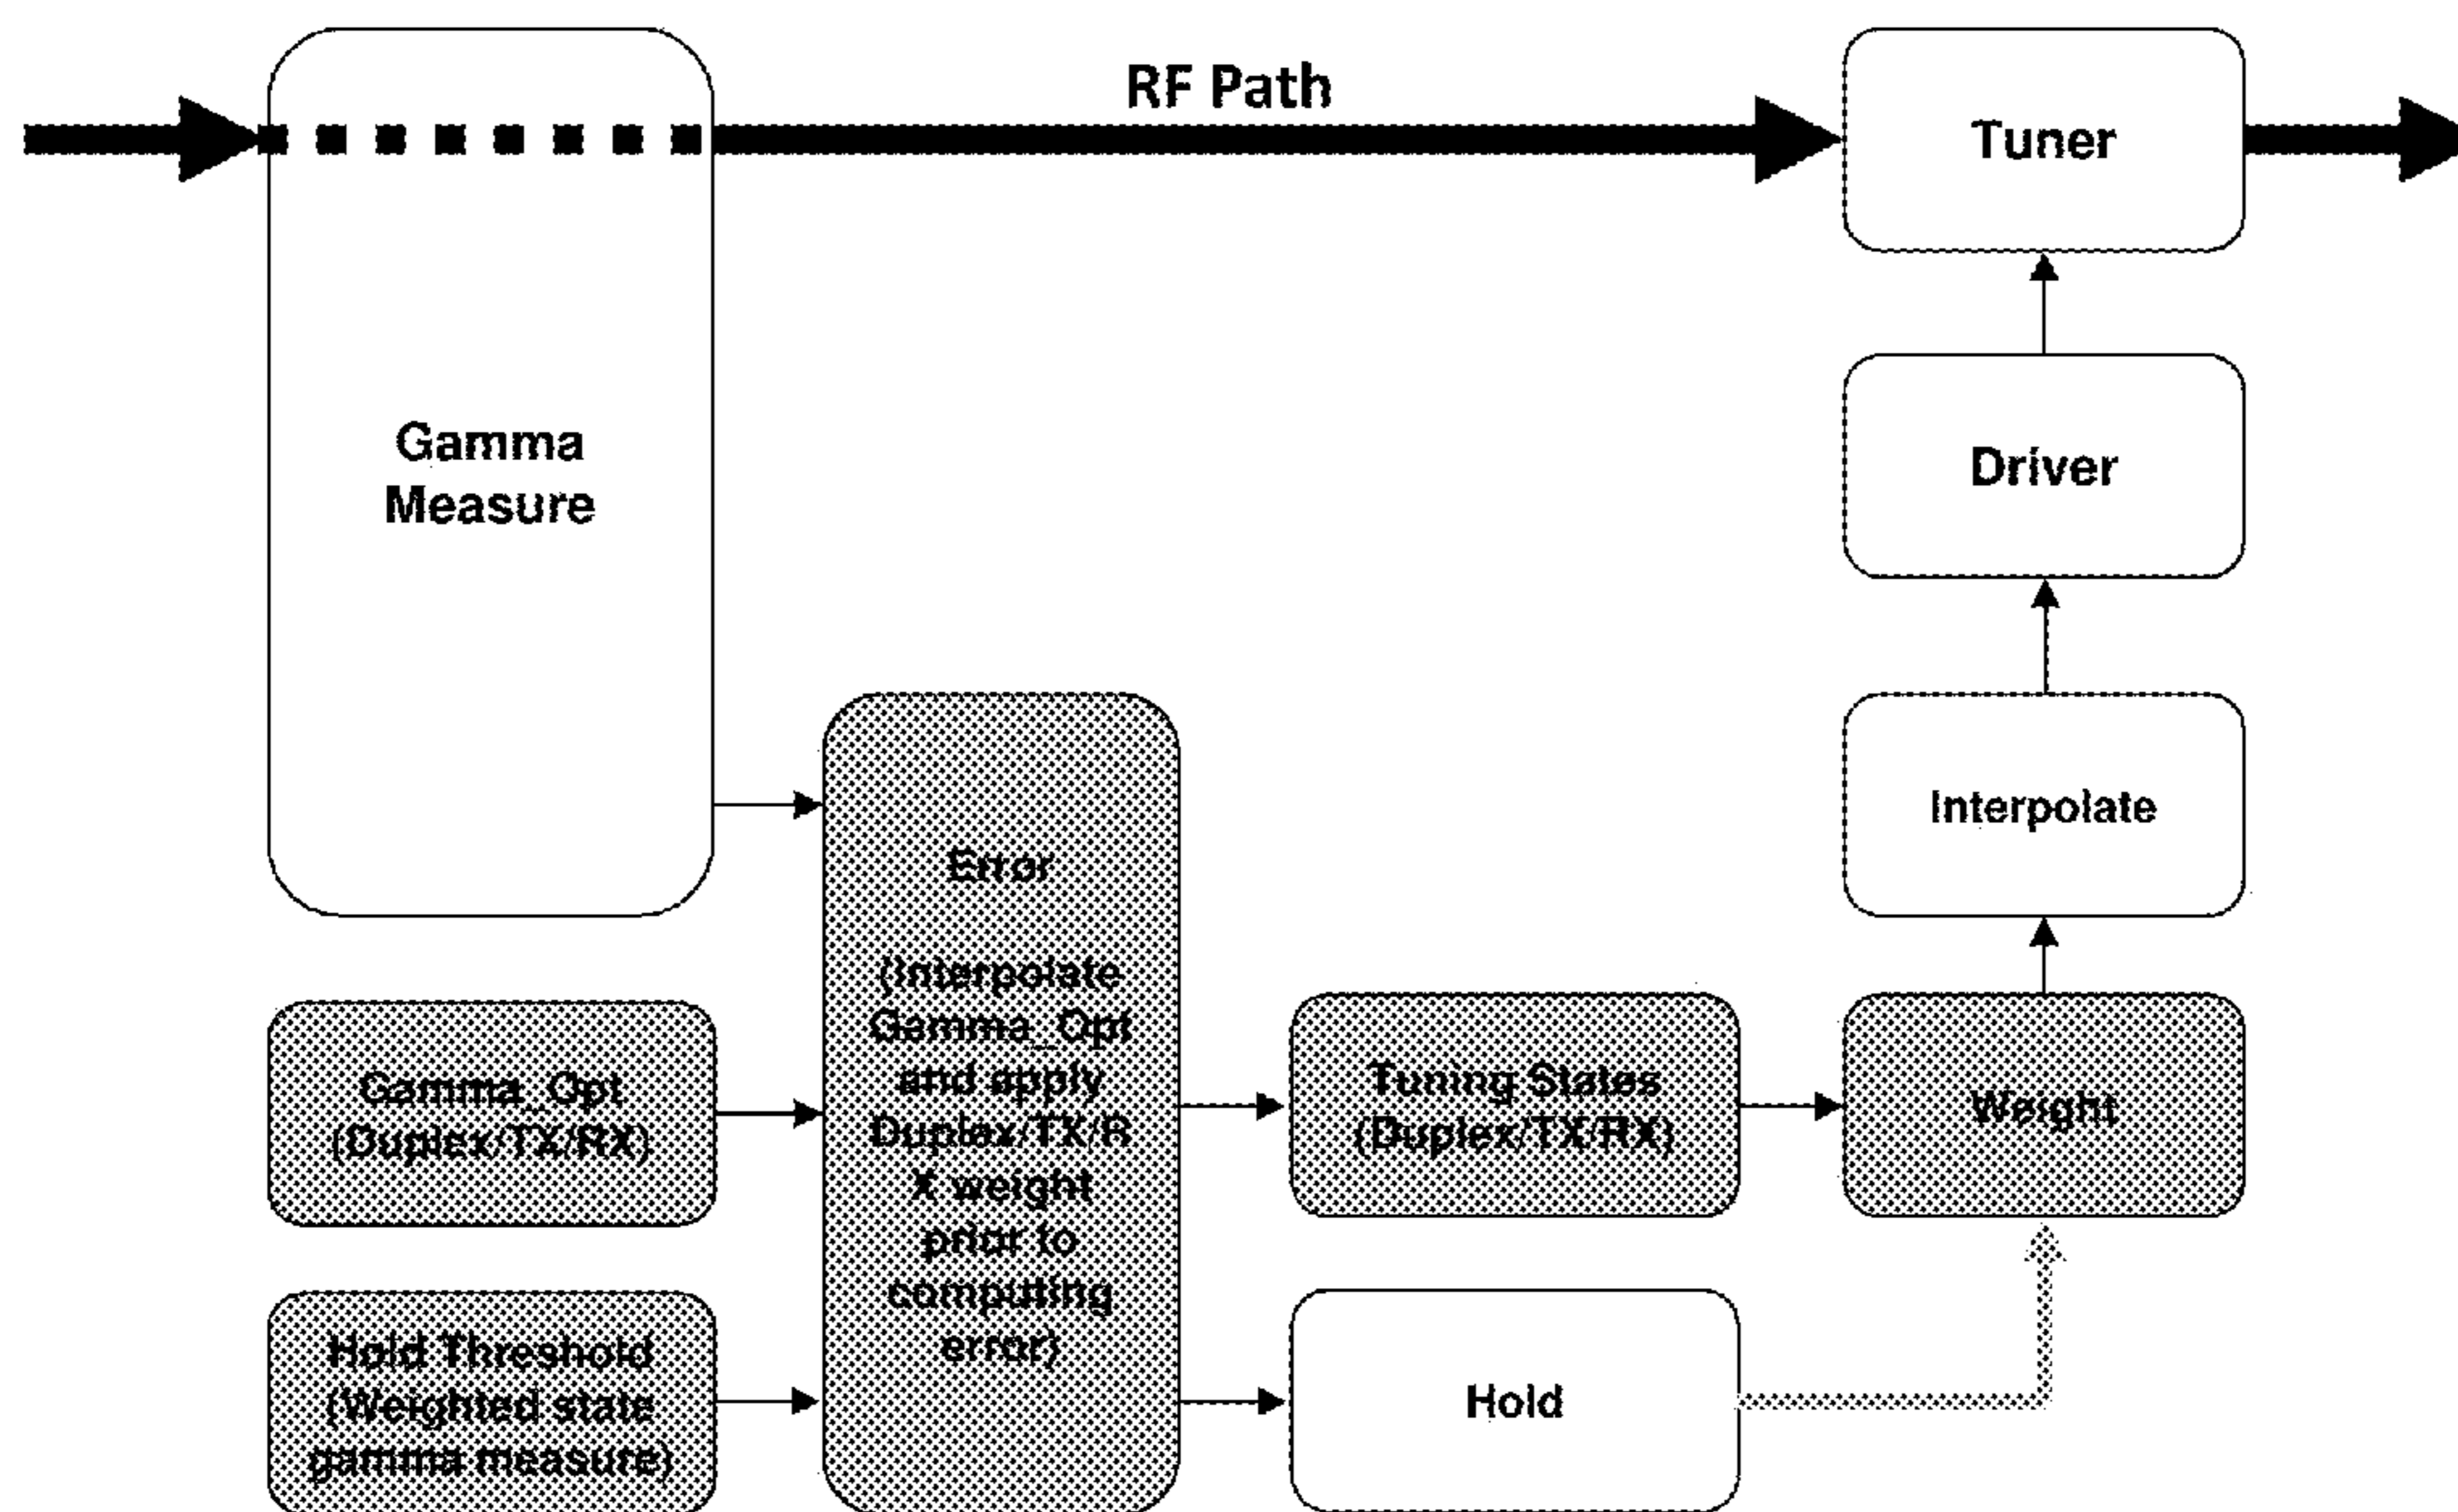 RF Path
Tuner
Gamma
Measure
Driver
Interpolate
Error
(Interpolate
Gamma_Opt
and apply
Duplex/TX/R
X weight
prior to
computing
error)
Gamma_Opt
(Duplex/TX/RX)
Tuning States
(Duplex/TX/RX)
Weight
Hold Threshold
(Weighted state
gamma measure)
Hold